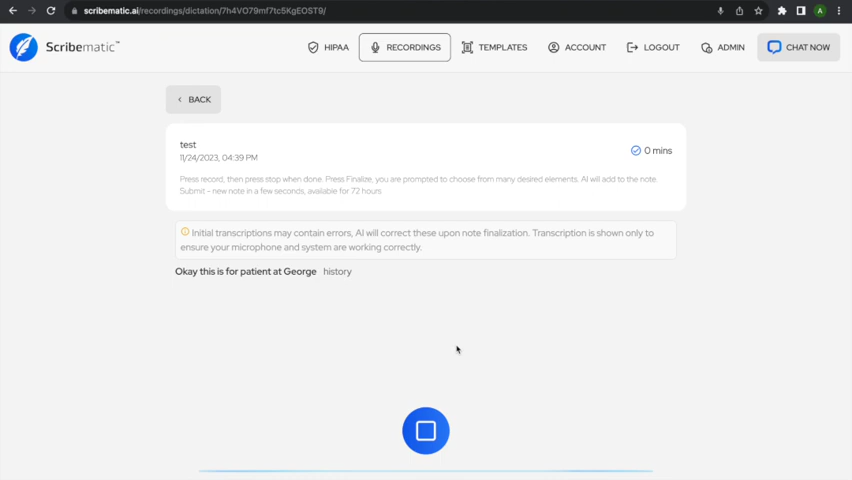 scribematic.ai/recordings/dictation/7h4VO79mf7tc5KgEOST9/
A
Scribematic™
HIPAA
RECORDINGS
TEMPLATES
ACCOUNT
LOGOUT
ADMIN
CHAT NOW
BACK
test
11/24/2023, 04:39 PM
0 mins
Press record, then press stop when done. Press Finalize, you are prompted to choose from many desired elements. AI will add to the note.
Submit – new note in a few seconds, available for 72 hours
Initial transcriptions may contain errors, AI will correct these upon note finalization. Transcription is shown only to
ensure your microphone and system are working correctly.
Okay this is for patient at George history